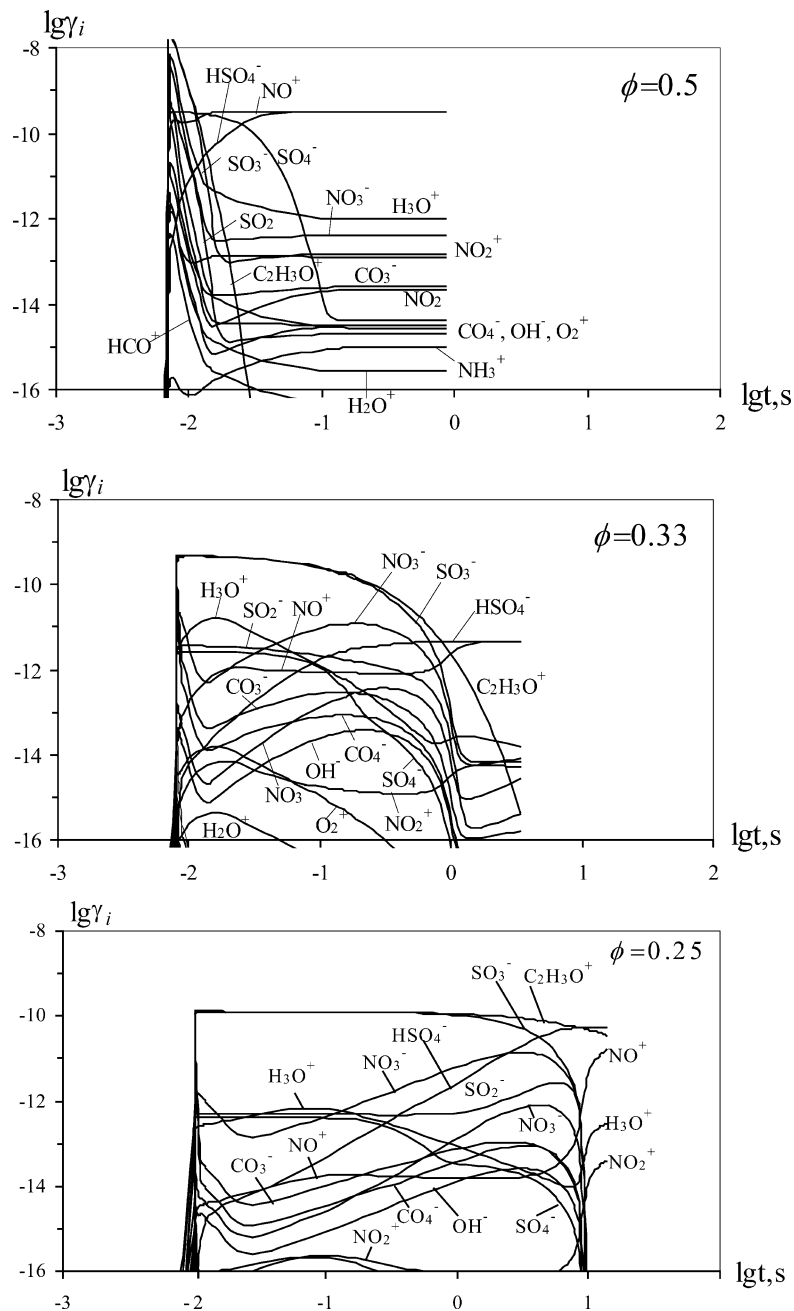 lgγi
-8
HSO4-
NO+
ϕ=0.5
-10
SO3-
SO4-
NO3-
H3O+
-12
SO2
NO2+
C2H3O+
CO3-
NO2
-14
CO4-, OH-, O2+
HCO+
NH3+
-16
H2O+
lgt,s
-3
-2
-1
0
1
2
lgγi
-8
ϕ=0.33
NO3-
SO3-
-10
H3O+
SO2-
NO+
HSO4-
-12
CO3-
C2H3O+
CO4-
OH-
SO4-
-14
NO3
NO2+
O2+
H2O+
-16
lgt,s
-3
-2
-1
0
1
2
lgγi
-8
ϕ=0.25
SO3-
C2H3O+
-10
HSO4-
NO3-
NO+
H3O+
SO2-
-12
NO3-
H3O+
NO+
CO3-
NO2+
-14
CO4-
OH-
SO4-
NO2+
-16
lgt,s
-3
-2
-1
0
1
2